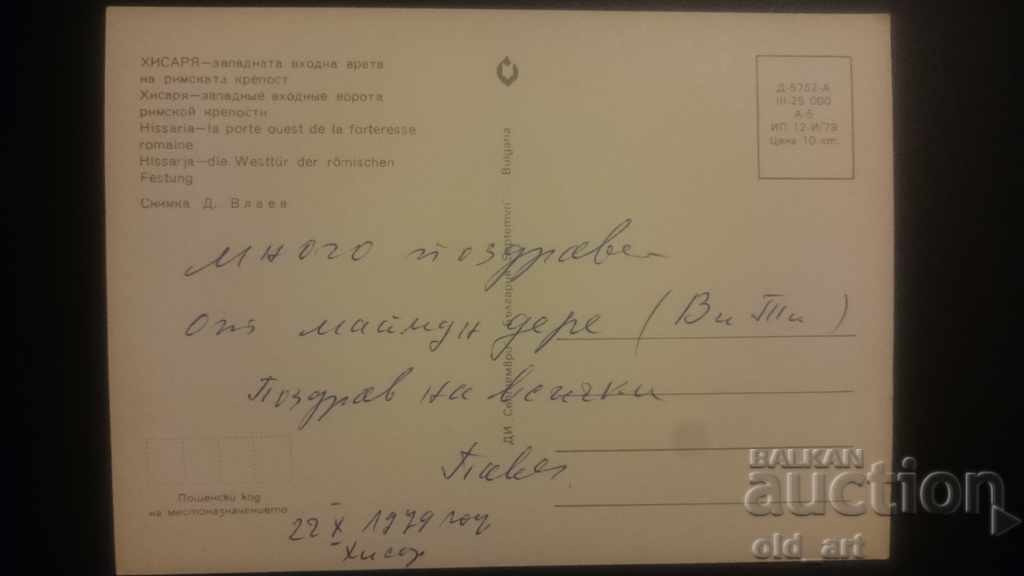 ХИСАРЯ—западната входна врата
на римската крепост
Хисаря—западные входные ворота
римской крепости
Hissaria—la porte ouest de la forteresse
romaine
Hissarja—die Westtür der römischen
Festung
Снимка Д. Влаев
Д-5752-А
III-25 000
А-5
ИП. 12-И/79
Цена 10 ст.
Bulgaria
ДИ
много поздрави
от маймун дере (Ви Ти)
Поздрав на всички
Павел
22 X 1979 год
Хисар
Пощенски код
на местоназначението
BALKAN
auction
old_art